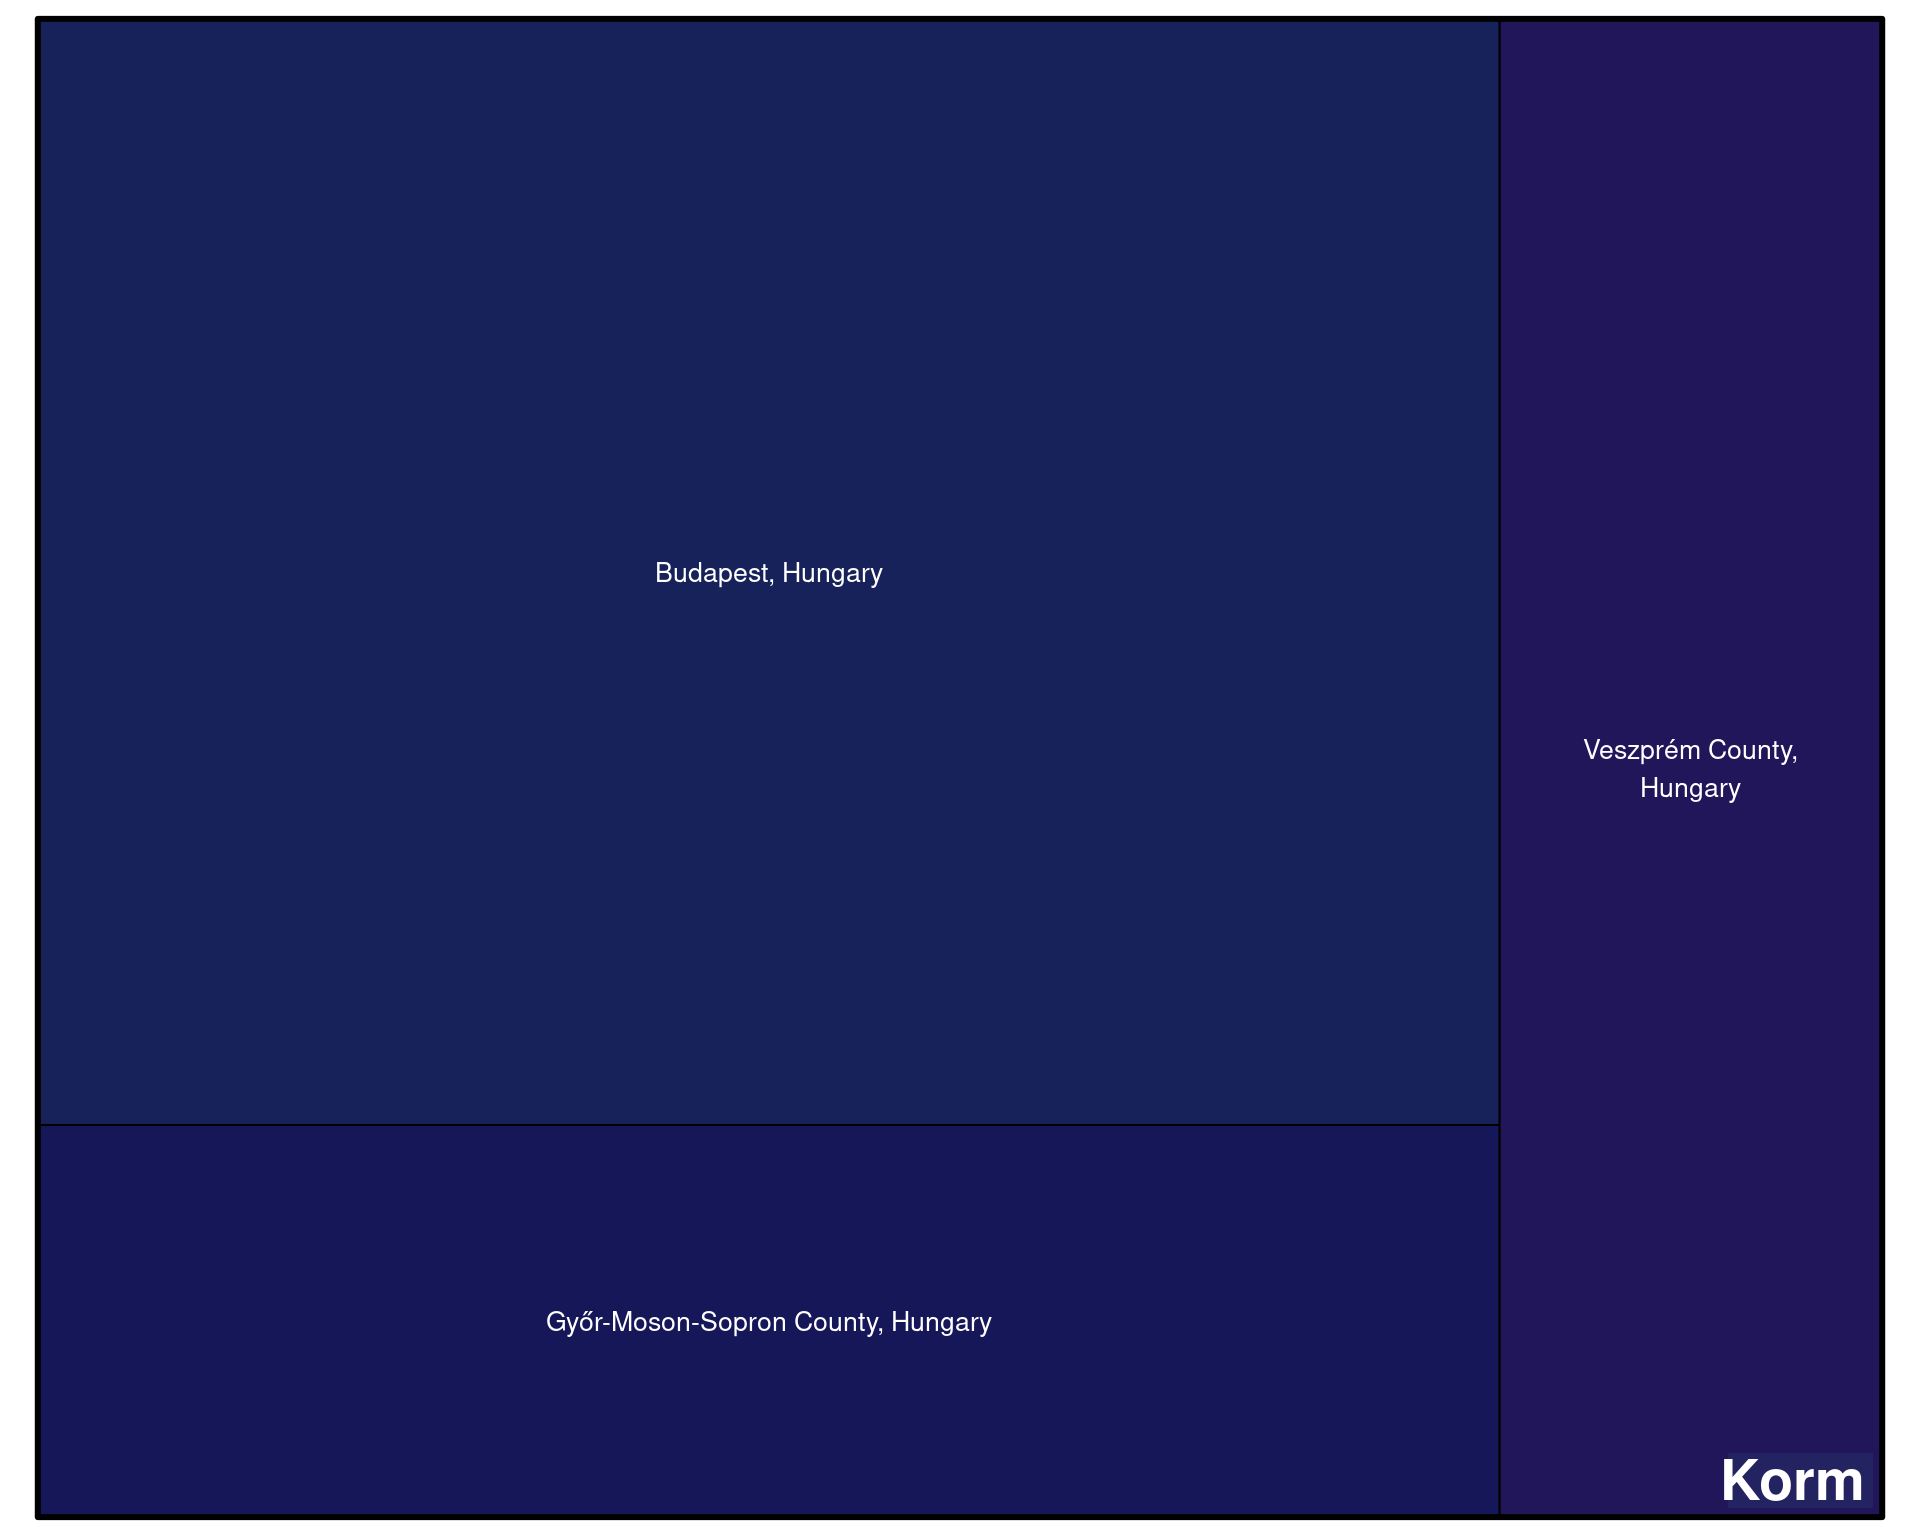 Budapest, Hungary
Veszprém County,
Hungary
Győr-Moson-Sopron County, Hungary
Korm